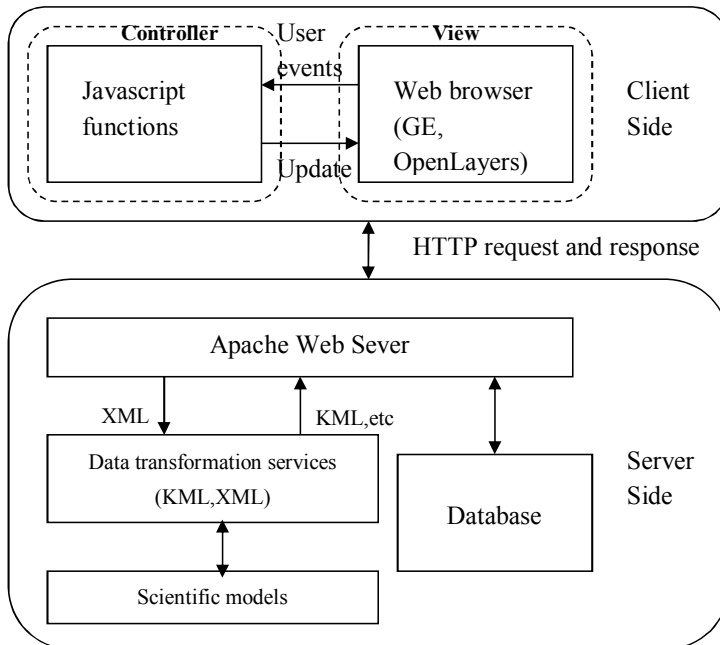 Controller
User
events
View
Javascript
functions
Web browser
(GE,
OpenLayers)
Client
Side
Update
HTTP request and response
Apache Web Sever
XML
KML,etc
Data transformation services
(KML,XML)
Database
Server
Side
Scientific models